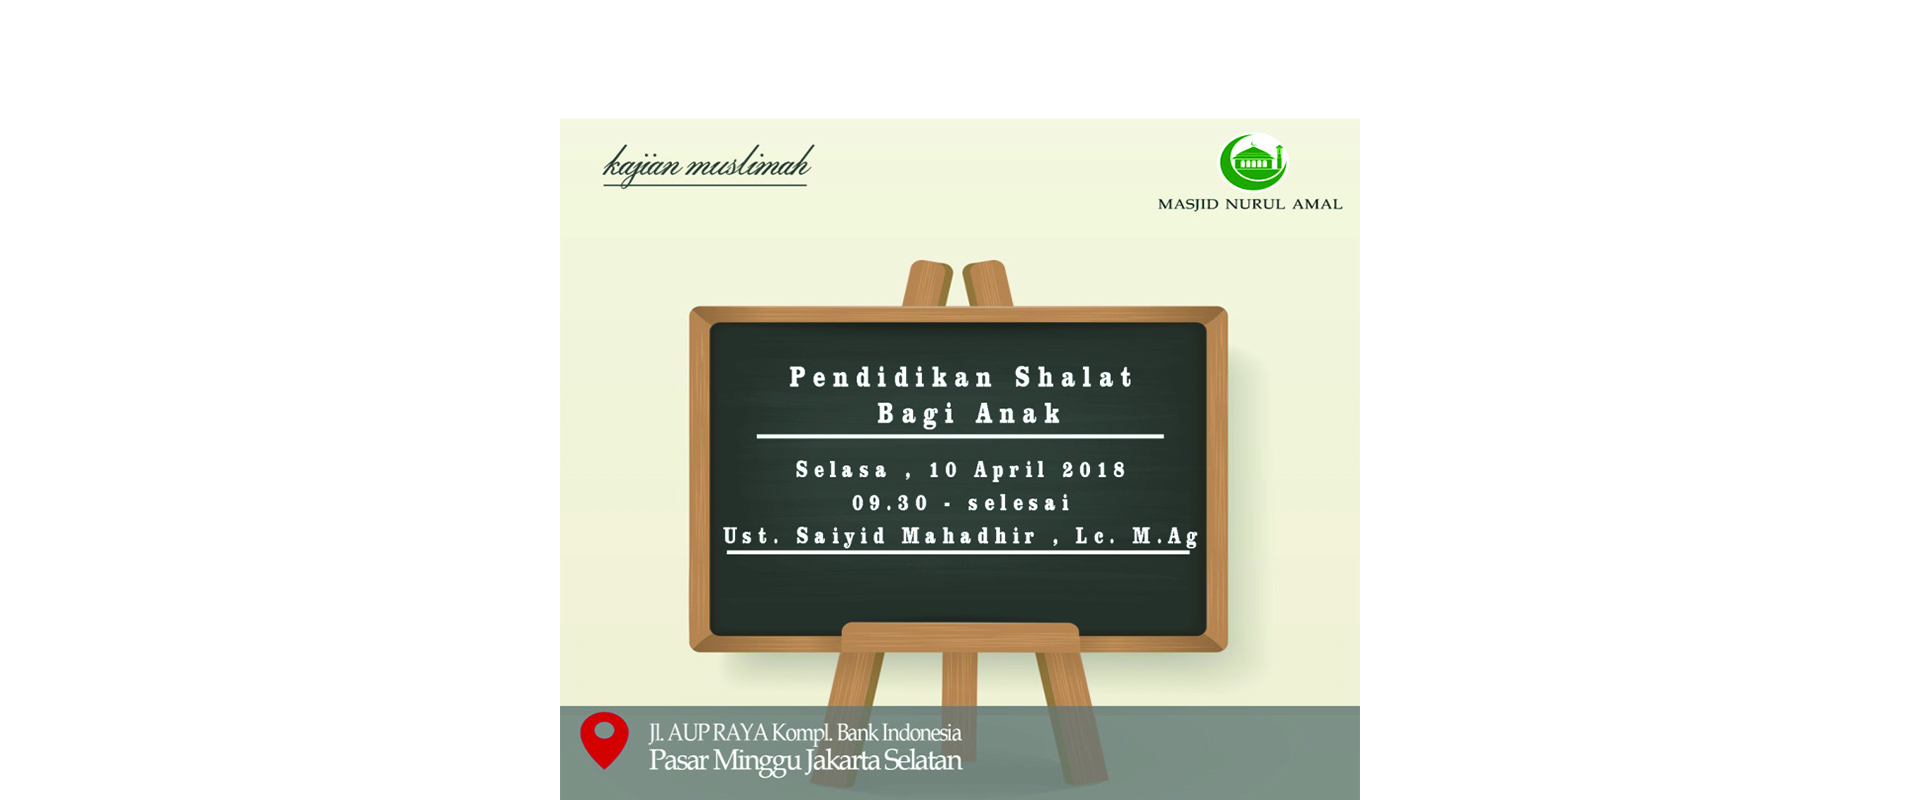 kajian muslimah
MASJID NURUL AMAL
Pendidikan Shalat
Bagi Anak
Selasa , 10 April 2018
09.30 - selesai
Ust. Saiyid Mahadhir , Lc. M.Ag
Jl. AUP RAYA Kompl. Bank Indonesia
Pasar Minggu Jakarta Selatan